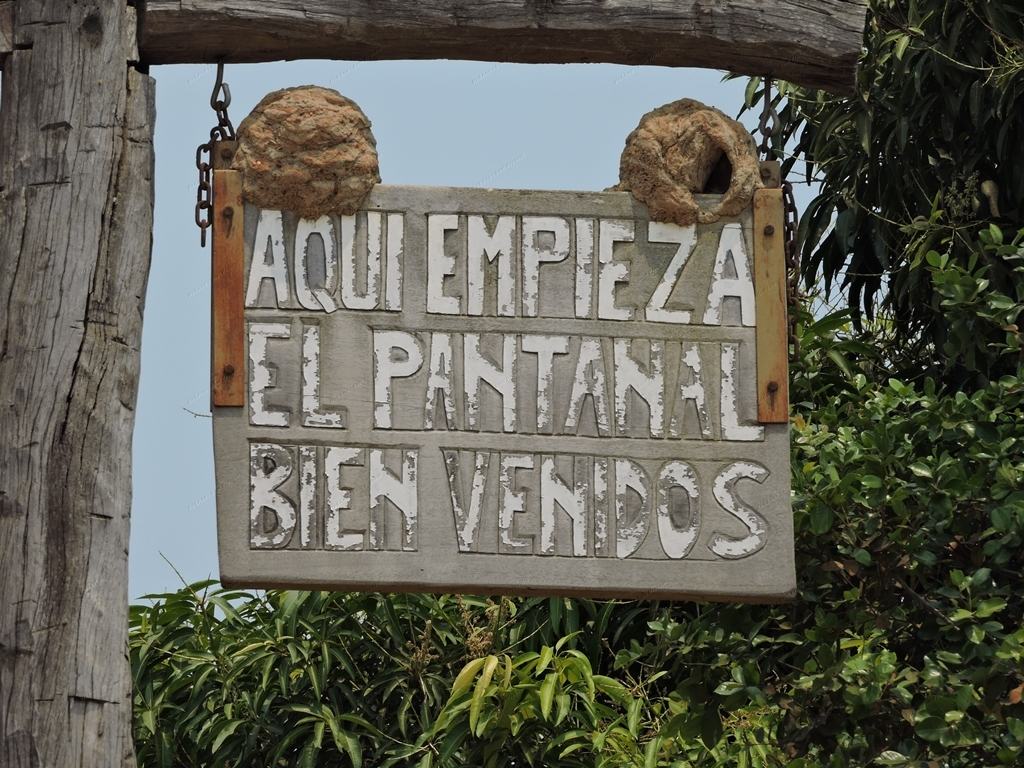 AQUI EMPIEZA
EL PANTANAL
BIEN VENIDOS